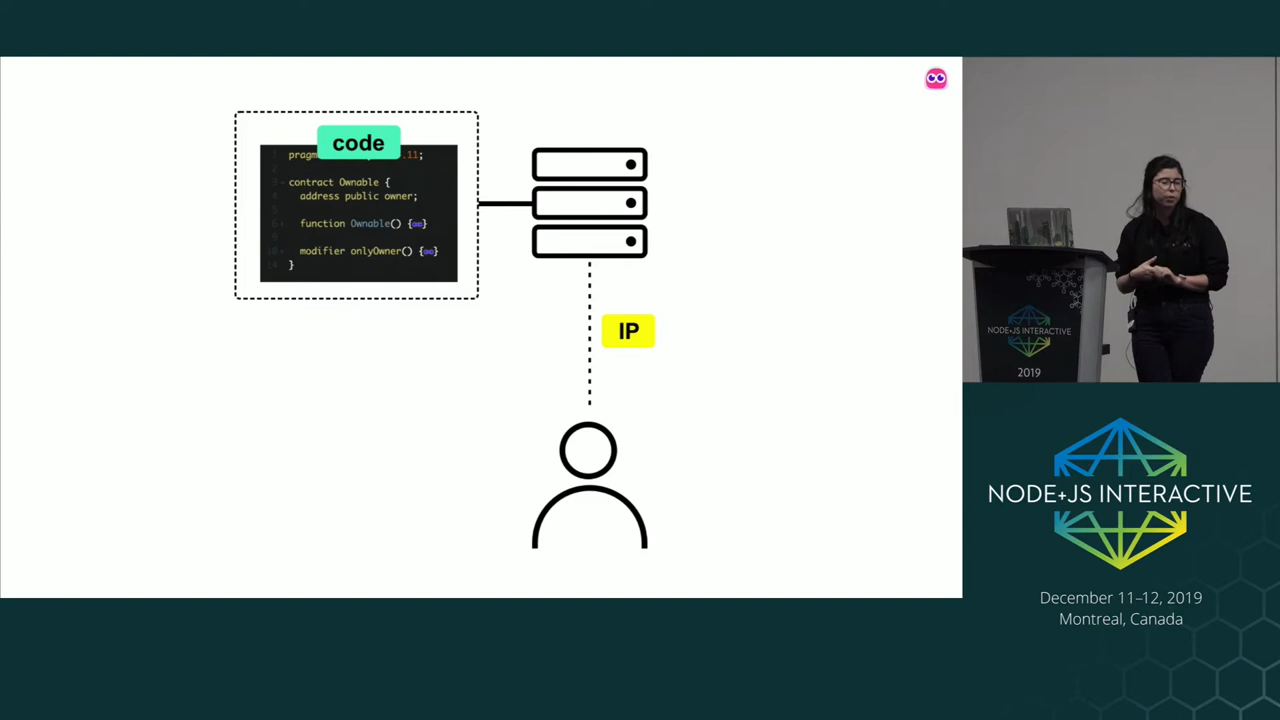 code
pragm .11;
contract Ownable {
address public owner;
function Ownable() {
modifier onlyOwner() {
}
IP
NODE+JS INTERACTIVE
2019
NODE+JS INTERACTIVE
December 11–12, 2019
Montreal, Canada